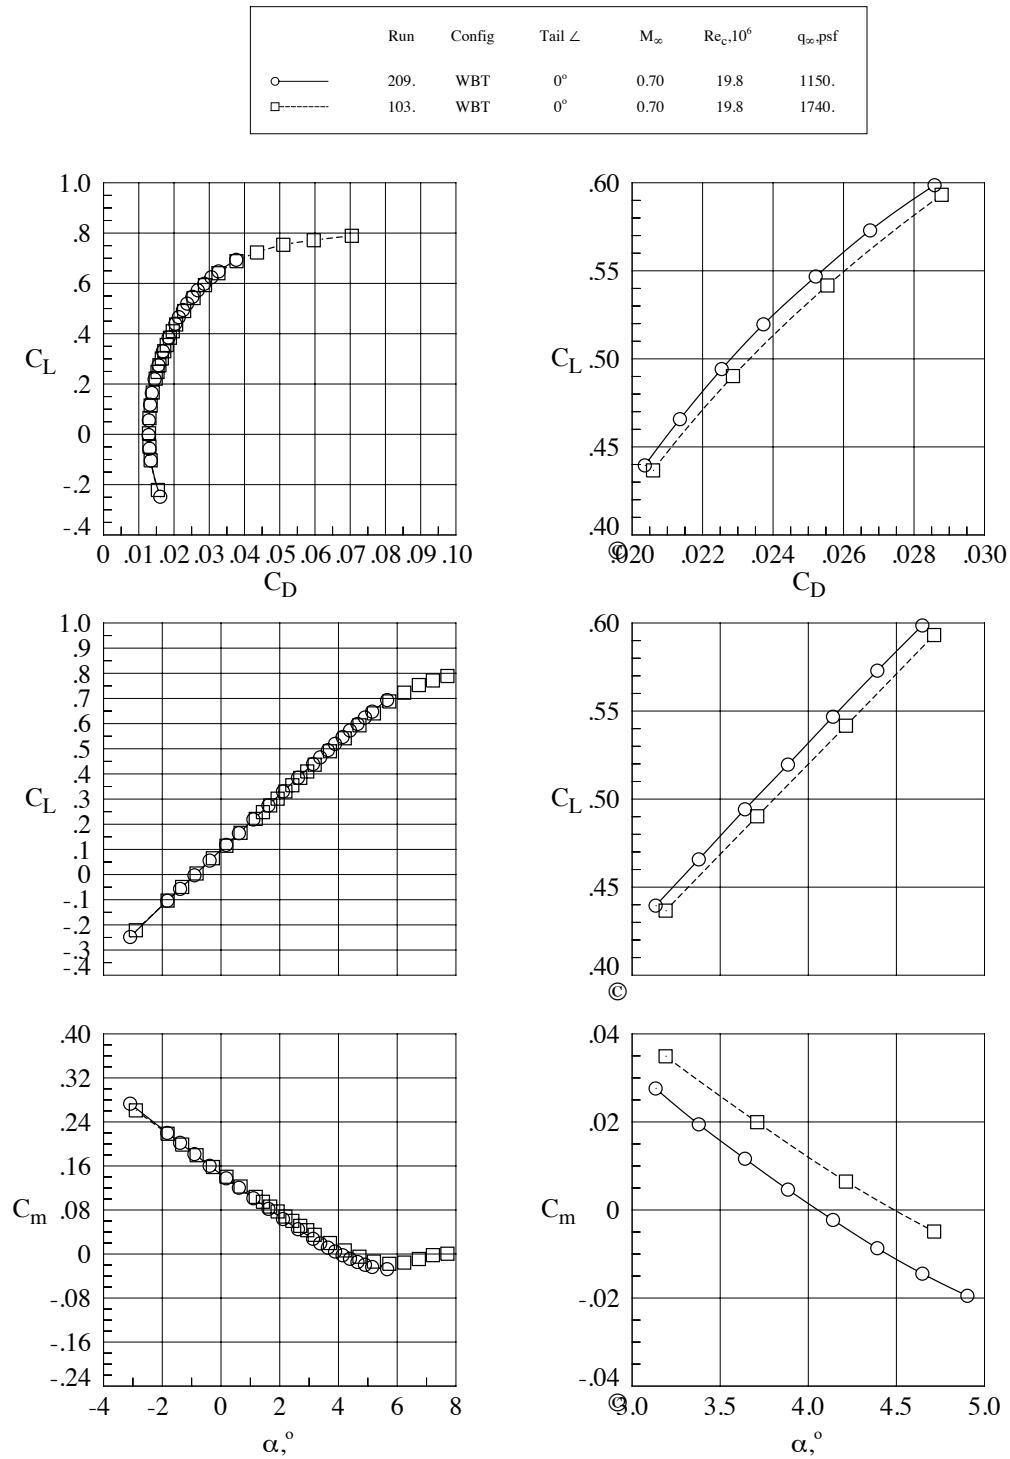 Run Config Tail ∠ M∞ Re_c,10⁶ q∞,psf
209. WBT 0° 0.70 19.8 1150.
103. WBT 0° 0.70 19.8 1740.
1.0
.8
.6
.4
.2
0
-.2
-.4
C_L
0 .01 .02 .03 .04 .05 .06 .07 .08 .09 .10
C_D
.60
.55
.50
.45
.40
C_L
©
.020 .022 .024 .026 .028 .030
C_D
1.0
.9
.8
.7
.6
.5
.4
.3
.2
.1
0
-.1
-.2
-.3
-.4
C_L
.60
.55
.50
.45
.40
C_L
©
.40
.32
.24
.16
.08
0
-.08
-.16
-.24
C_m
-4 -2 0 2 4 6 8
α,°
.04
.02
0
-.02
-.04
C_m
©
3.0 3.5 4.0 4.5 5.0
α,°